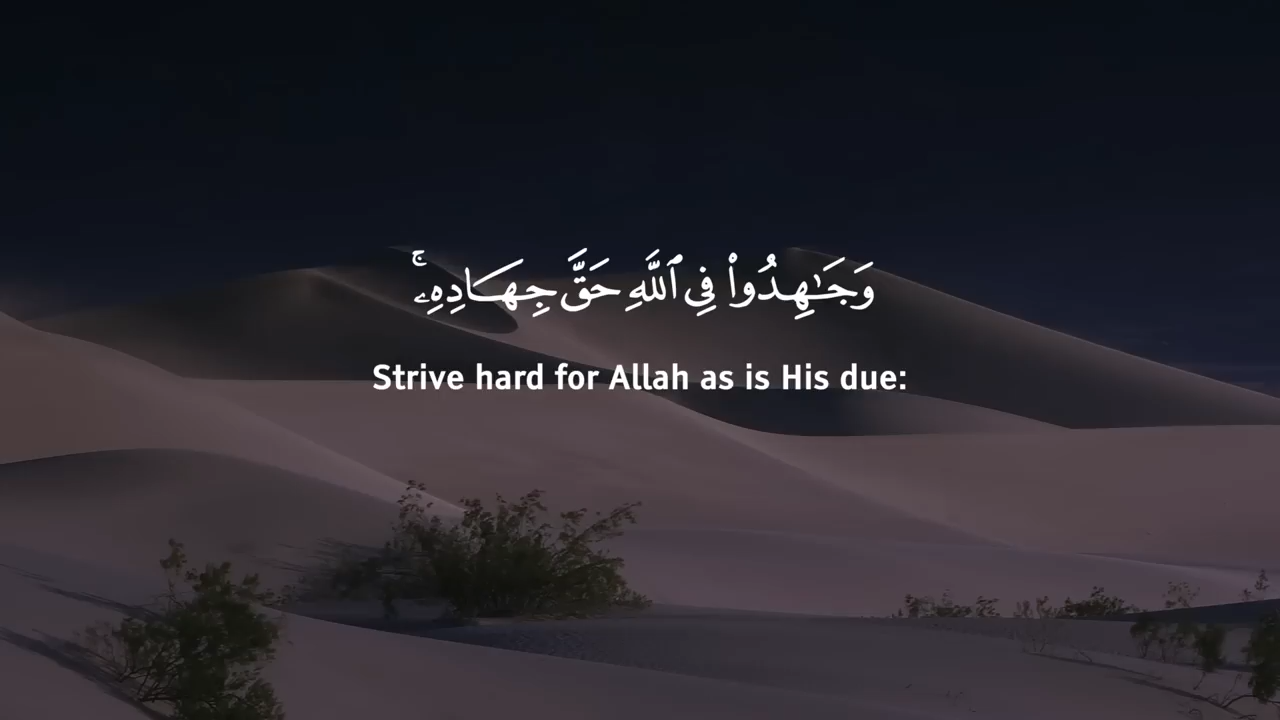 وَجَـٰهِدُوا۟ فِى ٱللَّهِ حَقَّ جِهَادِهِۦ ۚ
Strive hard for Allah as is His due: